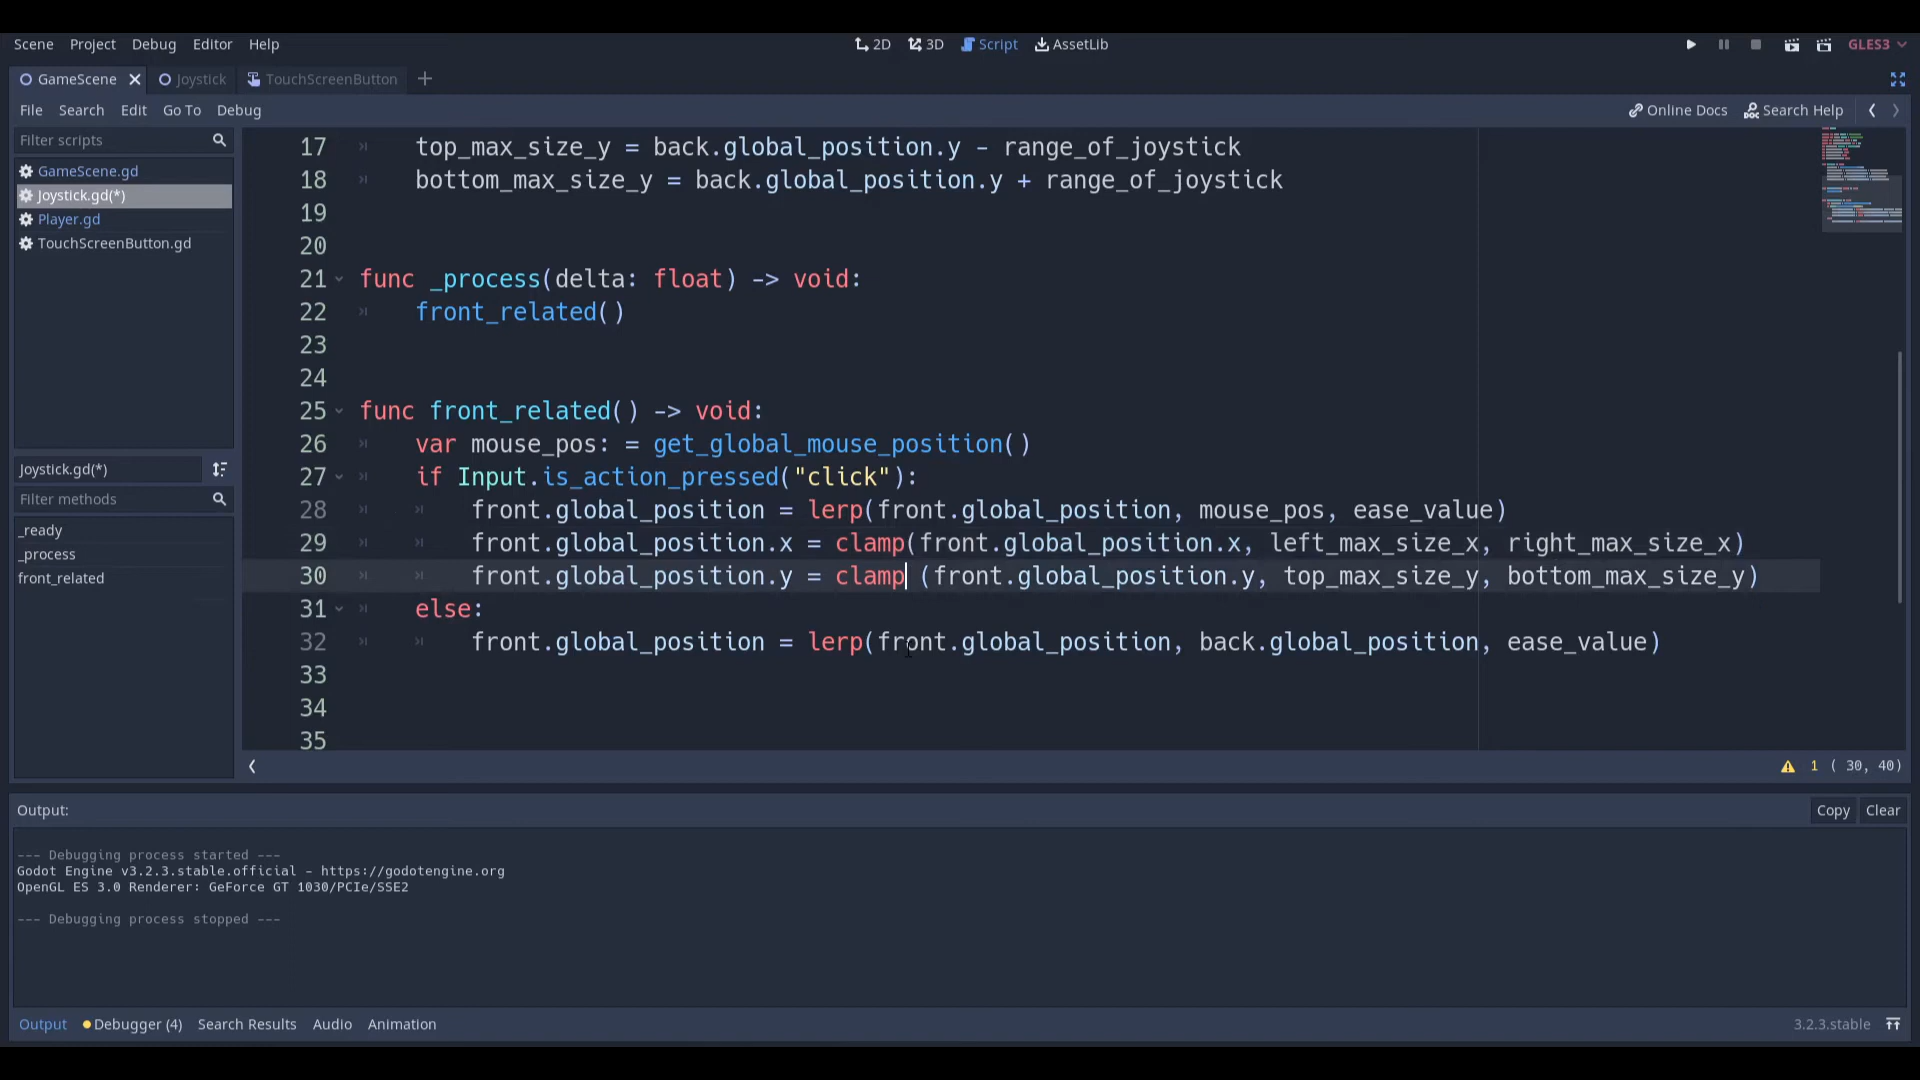 Scene Project Debug Editor Help 2D 3D Script AssetLib GLES3
GameScene Joystick TouchScreenButton
File Search Edit Go To Debug Online Docs Search Help
Filter scripts
GameScene.gd
Joystick.gd(*)
Player.gd
TouchScreenButton.gd
Joystick.gd(*)
Filter methods
_ready
_process
front_related
17 top_max_size_y = back.global_position.y - range_of_joystick
18 bottom_max_size_y = back.global_position.y + range_of_joystick
19
20
21 func _process(delta: float) -> void:
22 front_related()
23
24
25 func front_related() -> void:
26 var mouse_pos: = get_global_mouse_position()
27 if Input.is_action_pressed("click"):
28 front.global_position = lerp(front.global_position, mouse_pos, ease_value)
29 front.global_position.x = clamp(front.global_position.x, left_max_size_x, right_max_size_x)
30 front.global_position.y = clamp (front.global_position.y, top_max_size_y, bottom_max_size_y)
31 else:
32 front.global_position = lerp(front.global_position, back.global_position, ease_value)
33
34
35
1 ( 30, 40)
Output: Copy Clear
--- Debugging process started ---
Godot Engine v3.2.3.stable.official - https://godotengine.org
OpenGL ES 3.0 Renderer: GeForce GT 1030/PCIe/SSE2
--- Debugging process stopped ---
Output Debugger (4) Search Results Audio Animation 3.2.3.stable